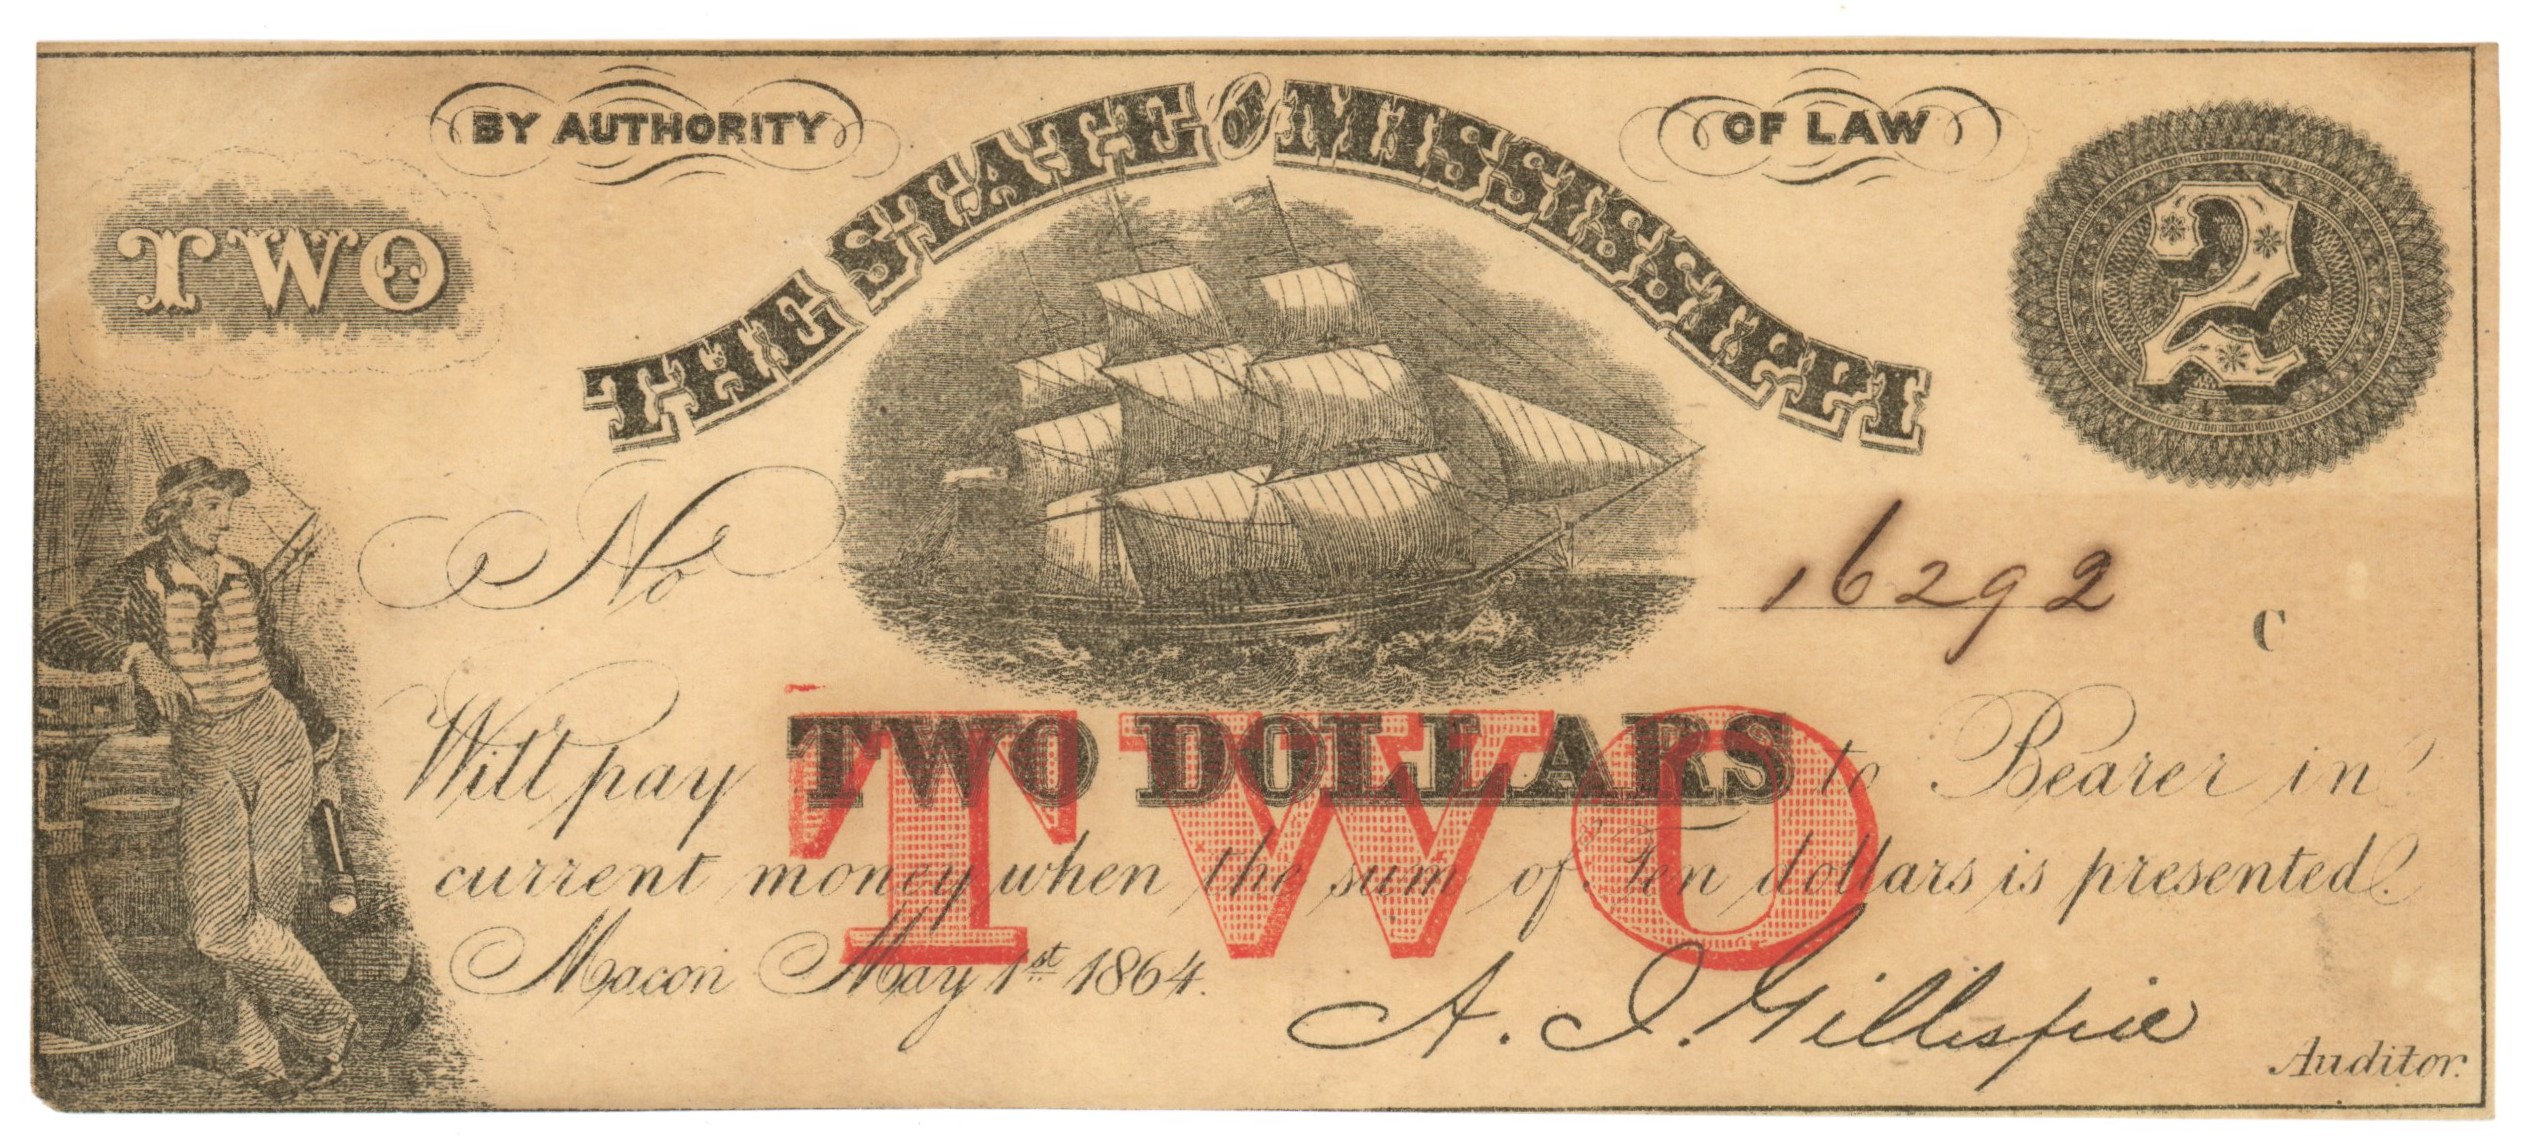 BY AUTHORITY OF LAW
THE STATE OF MISSISSIPPI
TWO
2
No 16292
C
Will pay TWO DOLLARS to Bearer in
TWO
current money when the sum of Ten dollars is presented.
Macon May 1st 1864.
A. J. Gillespie
Auditor.